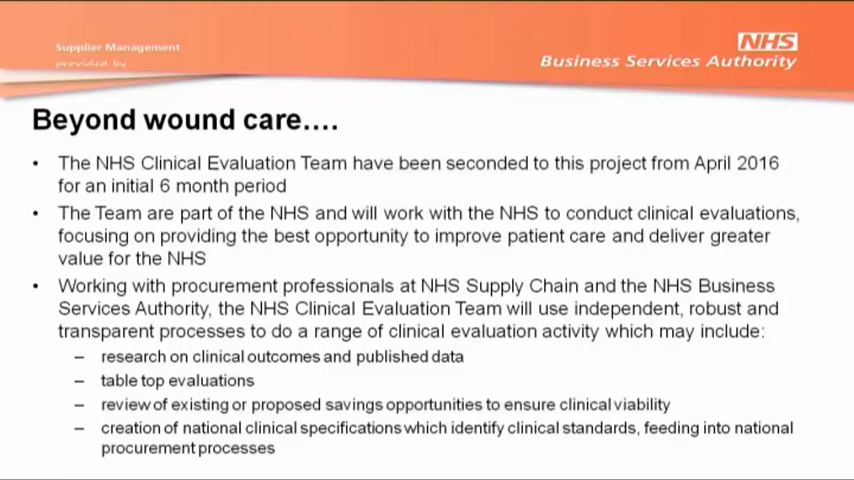 Supplier Management
provided by
NHS
Business Services Authority
Beyond wound care....
• The NHS Clinical Evaluation Team have been seconded to this project from April 2016
for an initial 6 month period
• The Team are part of the NHS and will work with the NHS to conduct clinical evaluations,
focusing on providing the best opportunity to improve patient care and deliver greater
value for the NHS
• Working with procurement professionals at NHS Supply Chain and the NHS Business
Services Authority, the NHS Clinical Evaluation Team will use independent, robust and
transparent processes to do a range of clinical evaluation activity which may include:
– research on clinical outcomes and published data
– table top evaluations
– review of existing or proposed savings opportunities to ensure clinical viability
– creation of national clinical specifications which identify clinical standards, feeding into national
procurement processes